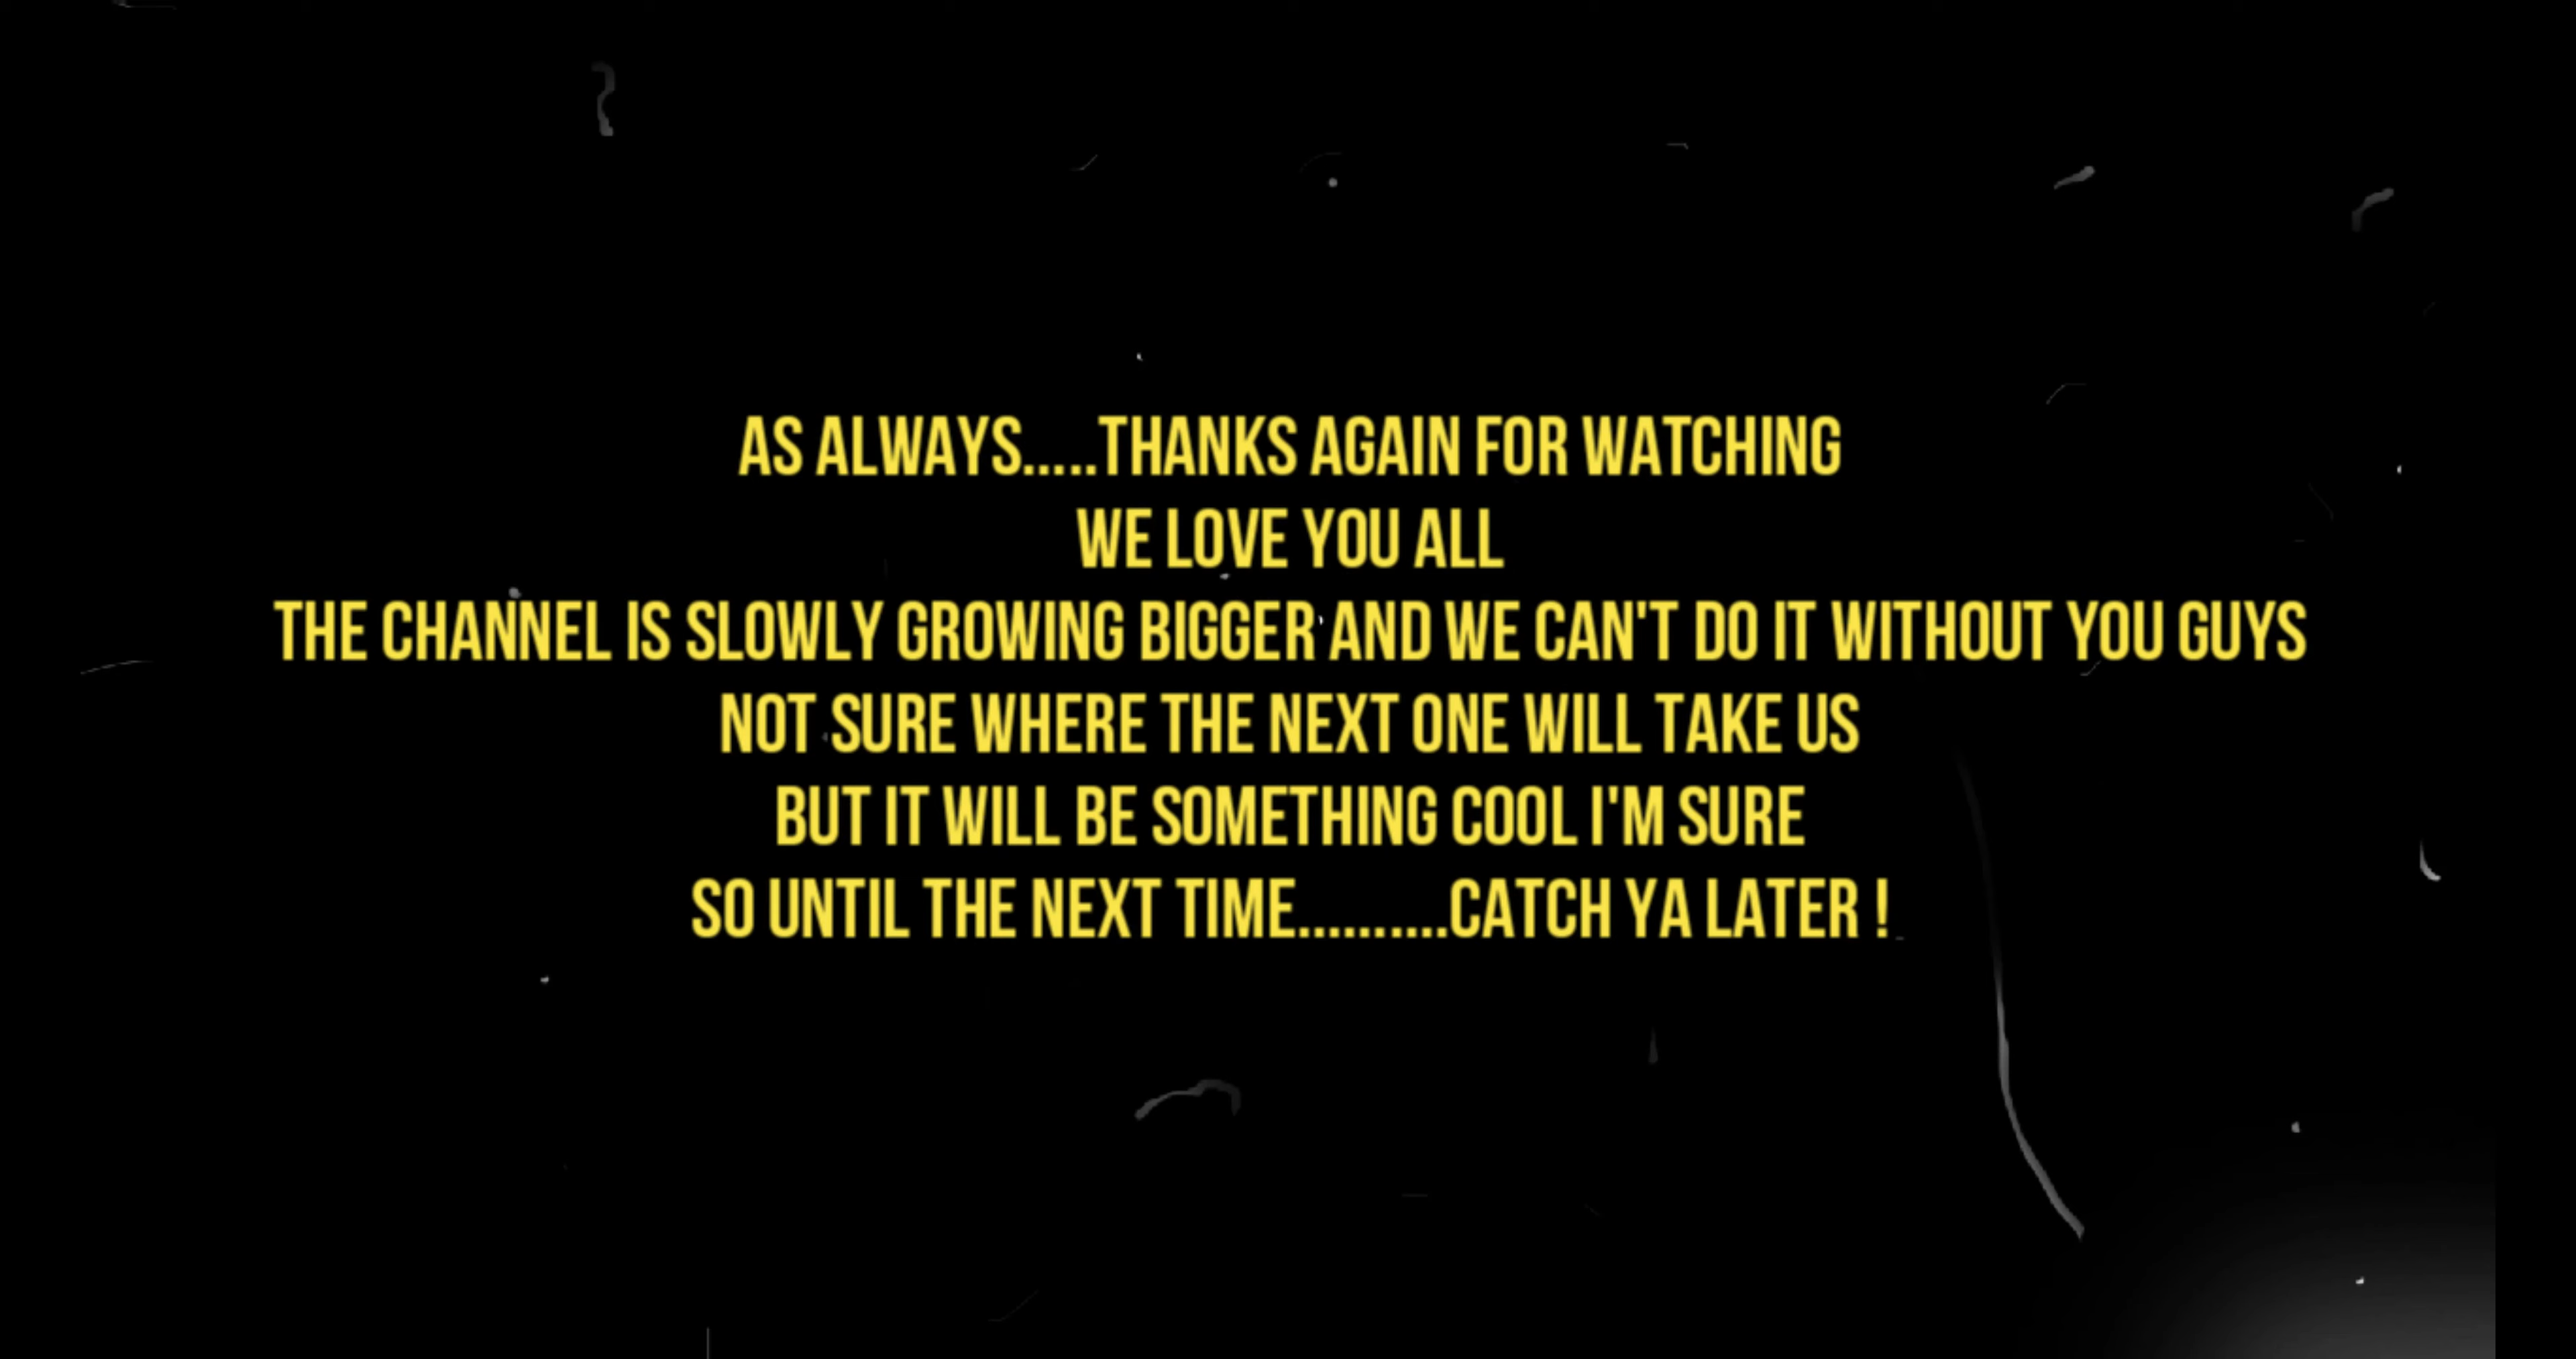 AS ALWAYS.....THANKS AGAIN FOR WATCHING
WE LOVE YOU ALL
THE CHANNEL IS SLOWLY GROWING BIGGER AND WE CAN'T DO IT WITHOUT YOU GUYS
NOT SURE WHERE THE NEXT ONE WILL TAKE US
BUT IT WILL BE SOMETHING COOL I'M SURE
SO UNTIL THE NEXT TIME..........CATCH YA LATER !